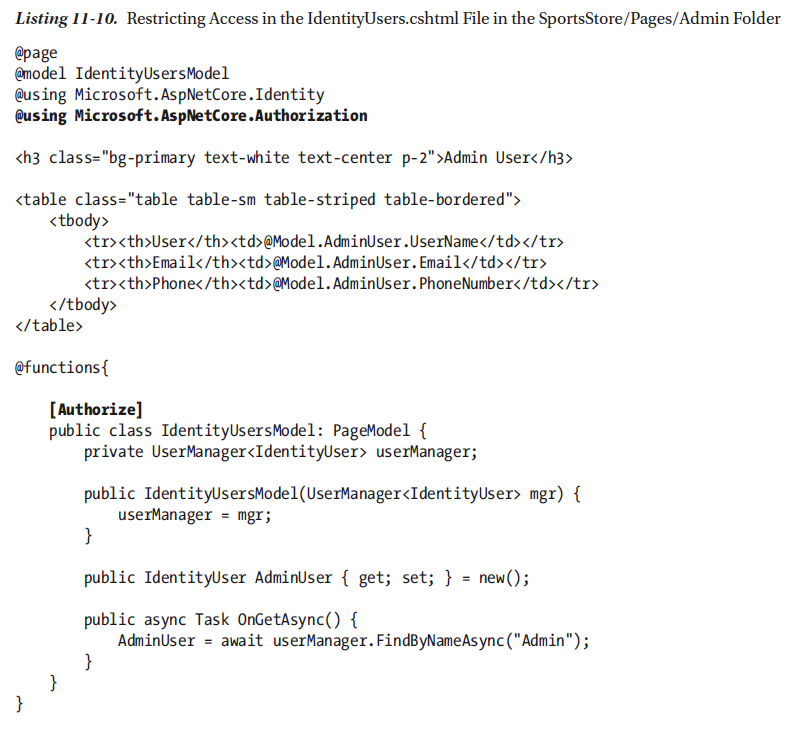 Listing 11-10. Restricting Access in the IdentityUsers.cshtml File in the SportsStore/Pages/Admin Folder
@page
@model IdentityUsersModel
@using Microsoft.AspNetCore.Identity
@using Microsoft.AspNetCore.Authorization
<h3 class="bg-primary text-white text-center p-2">Admin User</h3>
<table class="table table-sm table-striped table-bordered">
    <tbody>
        <tr><th>User</th><td>@Model.AdminUser.UserName</td></tr>
        <tr><th>Email</th><td>@Model.AdminUser.Email</td></tr>
        <tr><th>Phone</th><td>@Model.AdminUser.PhoneNumber</td></tr>
    </tbody>
</table>
@functions{
    [Authorize]
    public class IdentityUsersModel: PageModel {
        private UserManager<IdentityUser> userManager;
        public IdentityUsersModel(UserManager<IdentityUser> mgr) {
            userManager = mgr;
        }
        public IdentityUser AdminUser { get; set; } = new();
        public async Task OnGetAsync() {
            AdminUser = await userManager.FindByNameAsync("Admin");
        }
    }
}